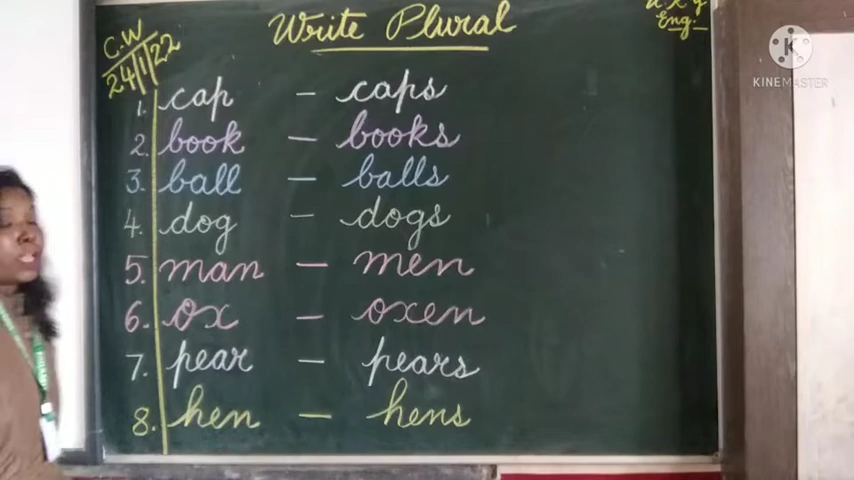 Write Plural
U.K.G
Eng.
C.W
24/1/22
1. cap - caps
2. book - books
3. ball - balls
4. dog - dogs
5. man - men
6. ox - oxen
7. pear - pears
8. hen - hens
K
KINEMASTER